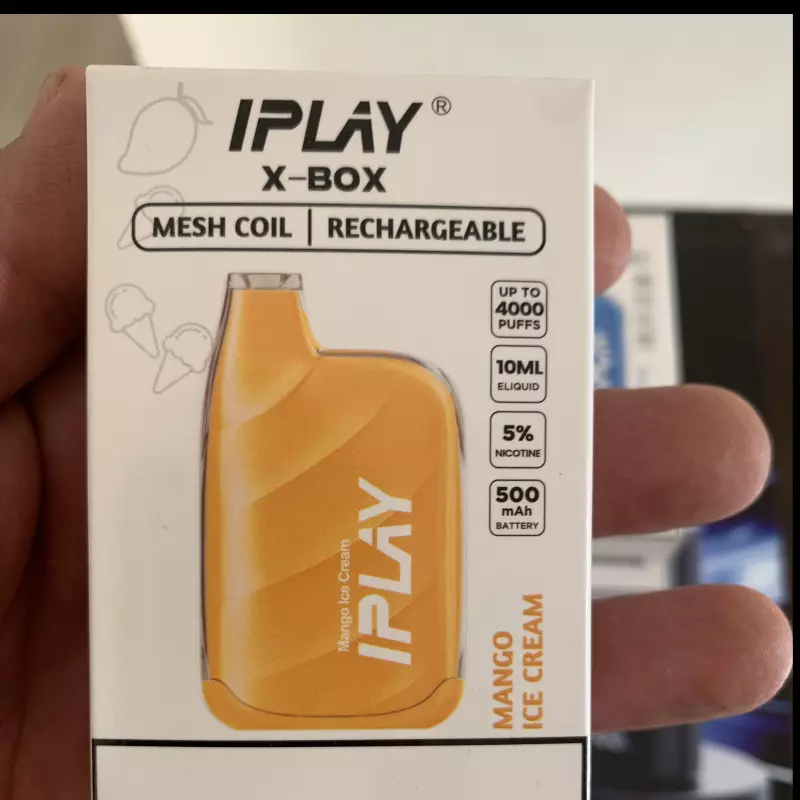 IPLAY®
X-BOX
MESH COIL | RECHARGEABLE
UP TO
4000
PUFFS
10ML
ELIQUID
5%
NICOTINE
500
mAh
BATTERY
Mango Ice Cream
IPLAY
MANGO
ICE CREAM